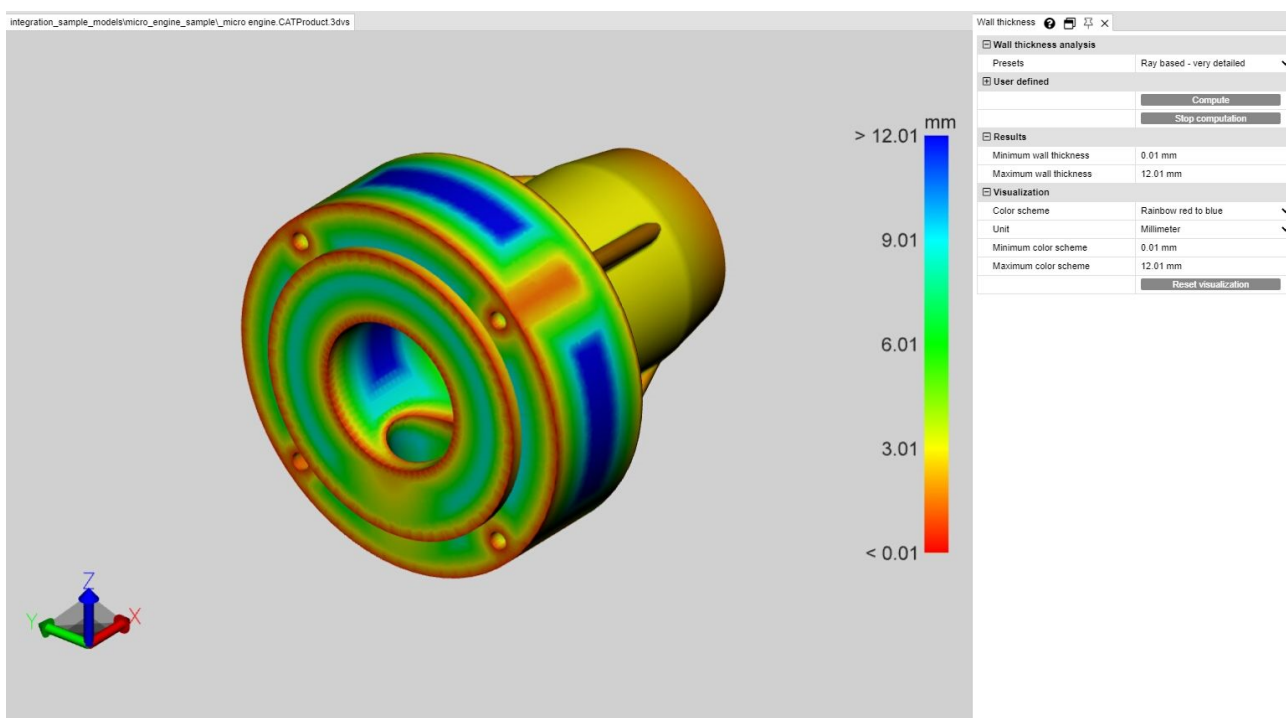 integration_sample_models\micro_engine_sample\_micro engine.CATProduct.3dvs
Wall thickness
Wall thickness analysis
Presets Ray based - very detailed
User defined
Compute
Stop computation
Results
Minimum wall thickness 0.01 mm
Maximum wall thickness 12.01 mm
Visualization
Color scheme Rainbow red to blue
Unit Millimeter
Minimum color scheme 0.01 mm
Maximum color scheme 12.01 mm
Reset visualization
mm
> 12.01
9.01
6.01
3.01
< 0.01
Z
Y
X